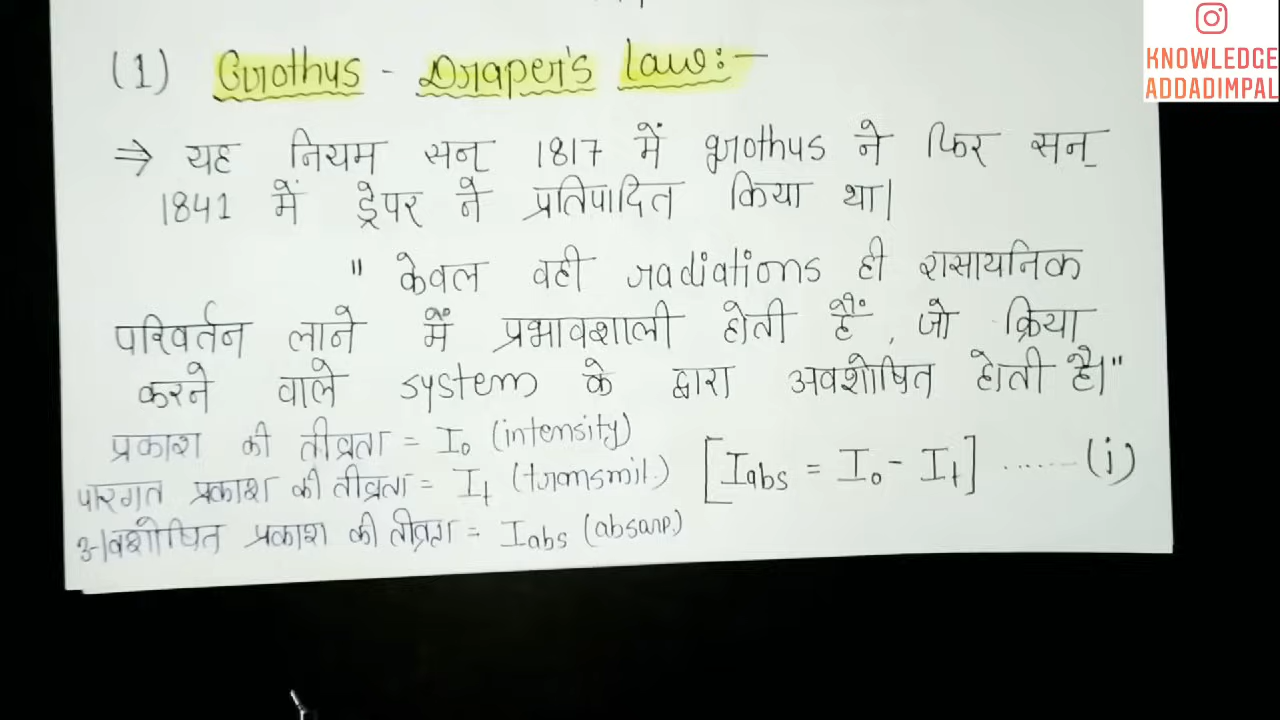 KNOWLEDGE
ADDADIMPAL
(1) Grothus - Draper's Law:-
⇒ यह नियम सन् 1817 में grothus ने फिर सन्
1841 में ड्रेपर ने प्रतिपादित किया था।
" केवल वही radiations ही रासायनिक
परिवर्तन लाने में प्रभावशाली होती हैं, जो क्रिया
करने वाले system के द्वारा अवशोषित होती है।"
प्रकाश की तीव्रता = I₀ (intensity)
पारगत प्रकाश की तीव्रता = It (transmit.)
[Iabs = I₀ - It] ...... (i)
अवशोषित प्रकाश की तीव्रता = Iabs (absorp.)